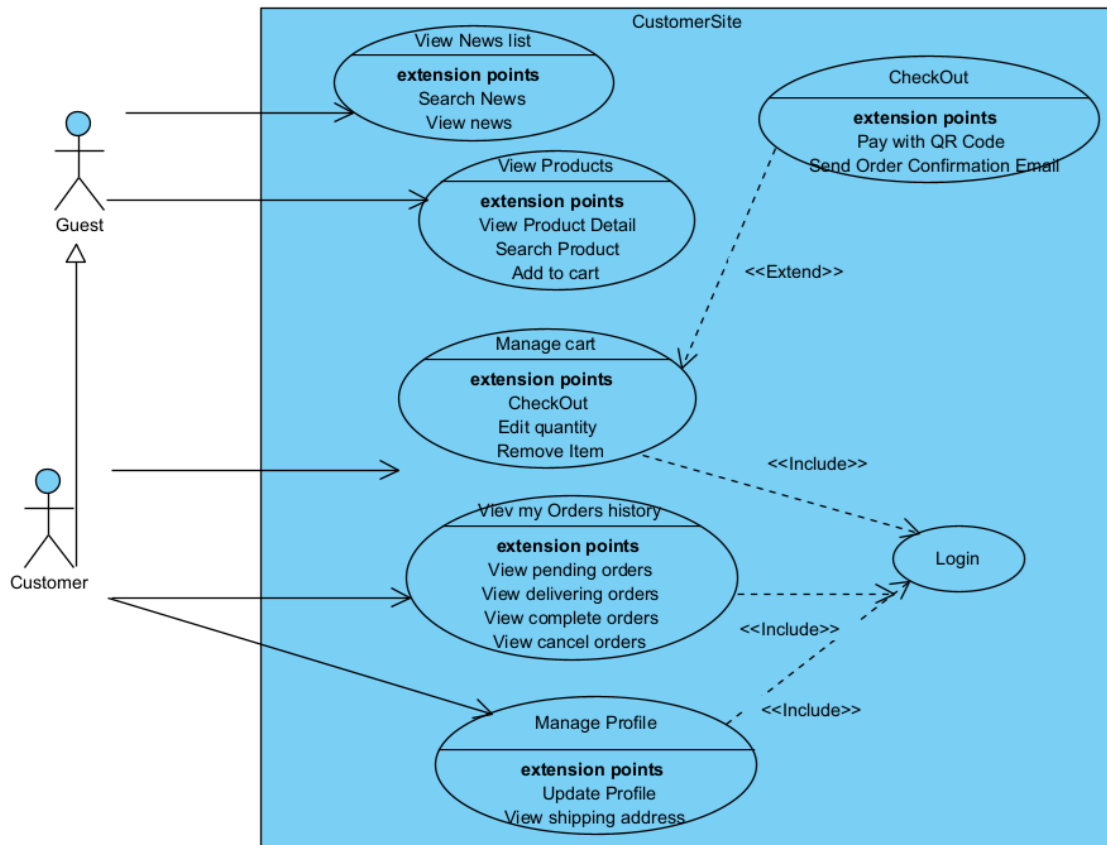 CustomerSite
View News list
extension points
Search News
View news
CheckOut
extension points
Pay with QR Code
Send Order Confirmation Email
Guest
View Products
extension points
View Product Detail
Search Product
Add to cart
<<Extend>>
Manage cart
extension points
CheckOut
Edit quantity
Remove Item
<<Include>>
Customer
Viev my Orders history
extension points
View pending orders
View delivering orders
View complete orders
View cancel orders
Login
<<Include>>
<<Include>>
Manage Profile
extension points
Update Profile
View shipping address